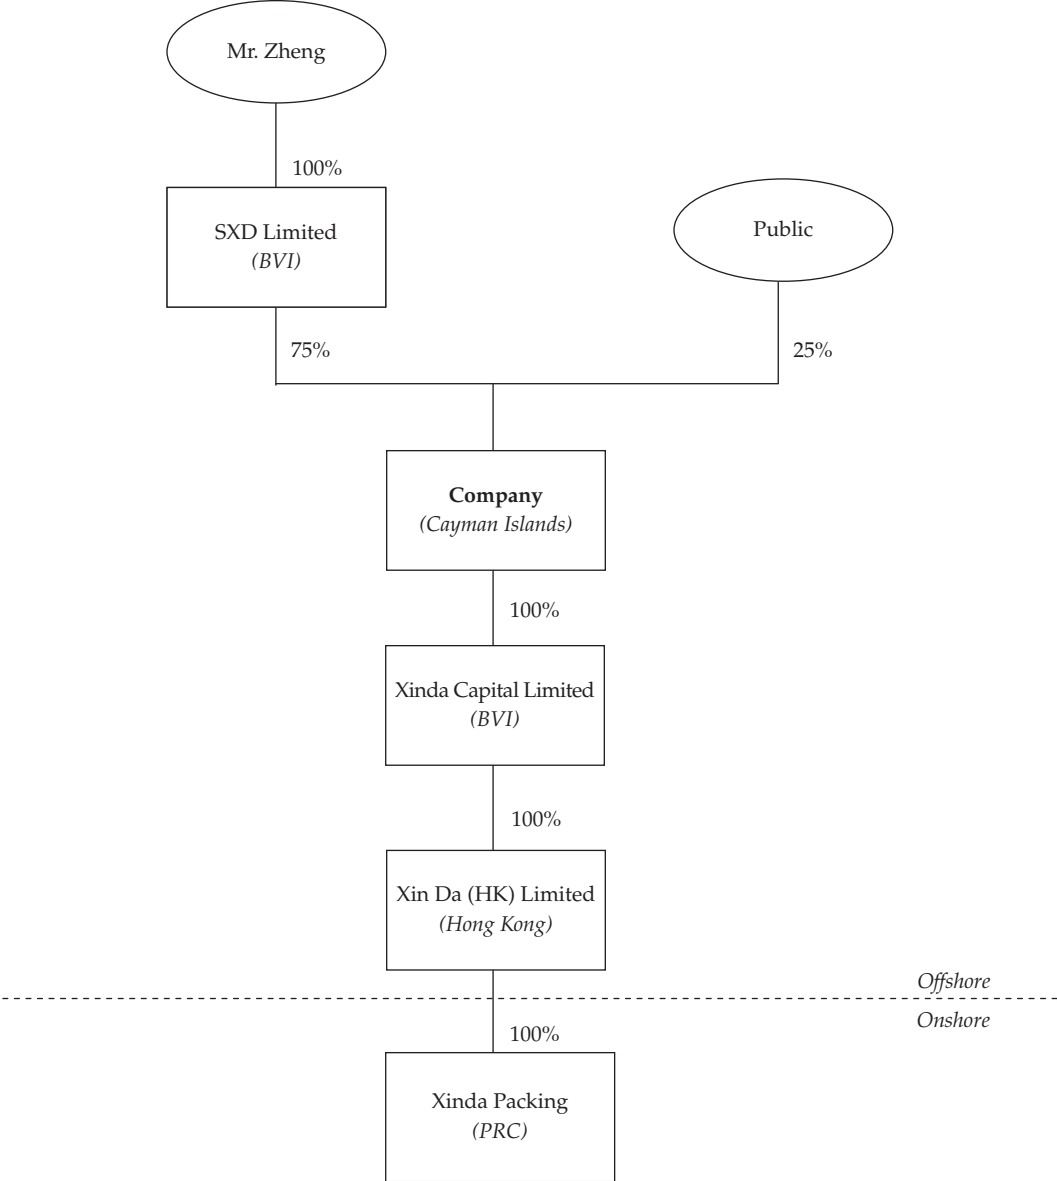 Mr. Zheng
100%
SXD Limited
(BVI)
Public
75%
25%
Company
(Cayman Islands)
100%
Xinda Capital Limited
(BVI)
100%
Xin Da (HK) Limited
(Hong Kong)
Offshore
Onshore
100%
Xinda Packing
(PRC)